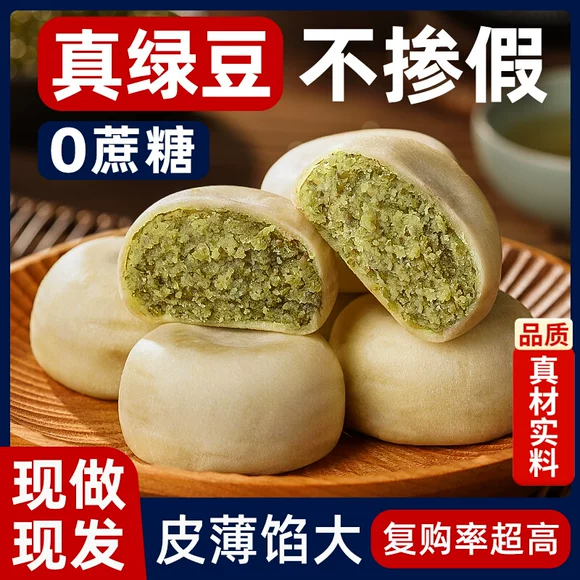 真绿豆 不掺假
0蔗糖
品质
真材实料
现做
现发
皮薄馅大
复购率超高